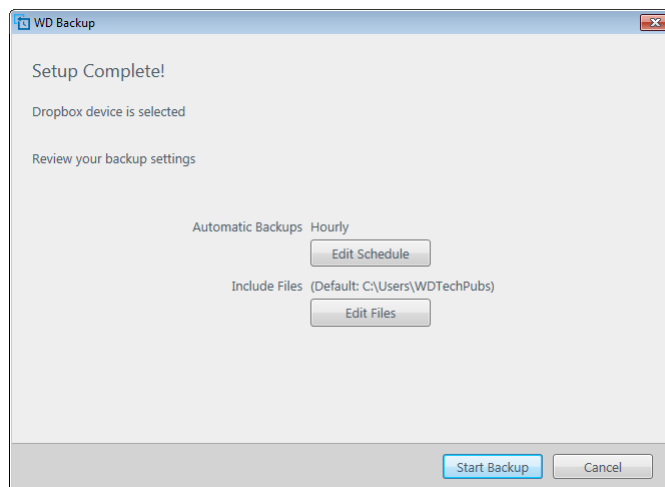 WD Backup
Setup Complete!
Dropbox device is selected
Review your backup settings
Automatic Backups Hourly
Edit Schedule
Include Files (Default: C:\Users\WDTechPubs)
Edit Files
Start Backup Cancel